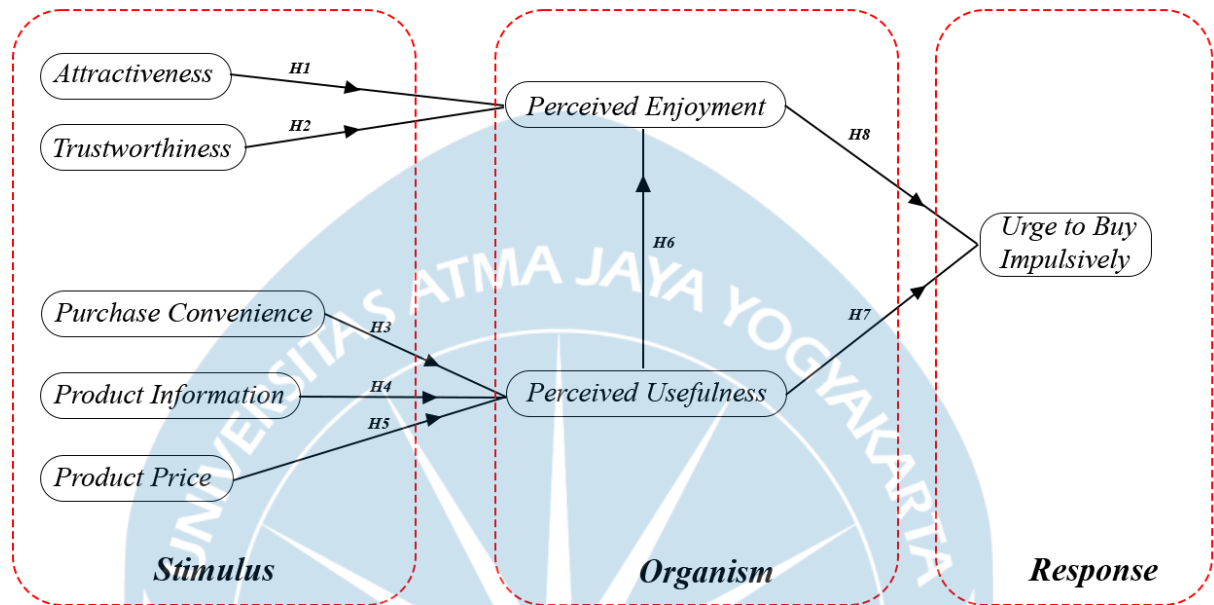 Attractiveness
H1
Trustworthiness
H2
Perceived Enjoyment
H8
H6
Urge to Buy
Impulsively
Purchase Convenience
H3
H7
Product Information
H4
Perceived Usefulness
H5
Product Price
UNIVERSITAS ATMA JAYA YOGYAKARTA
Stimulus
Organism
Response